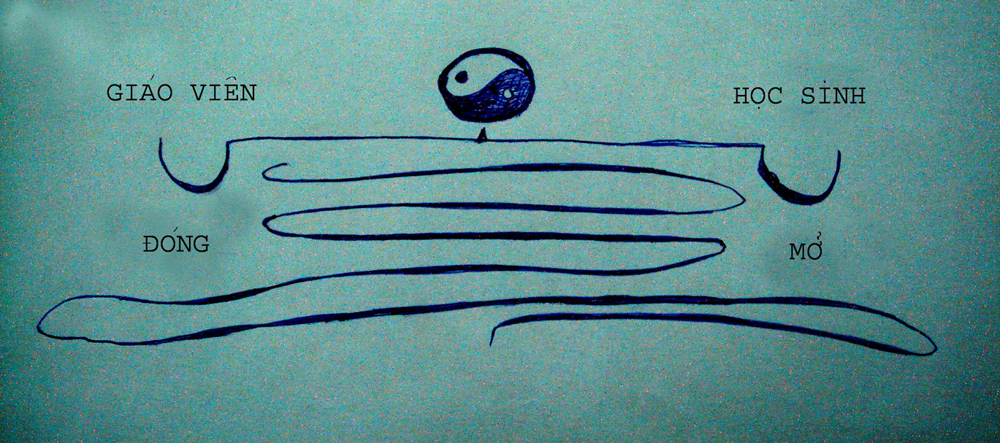 GIÁO VIÊN
HỌC SINH
ĐÓNG
MỞ